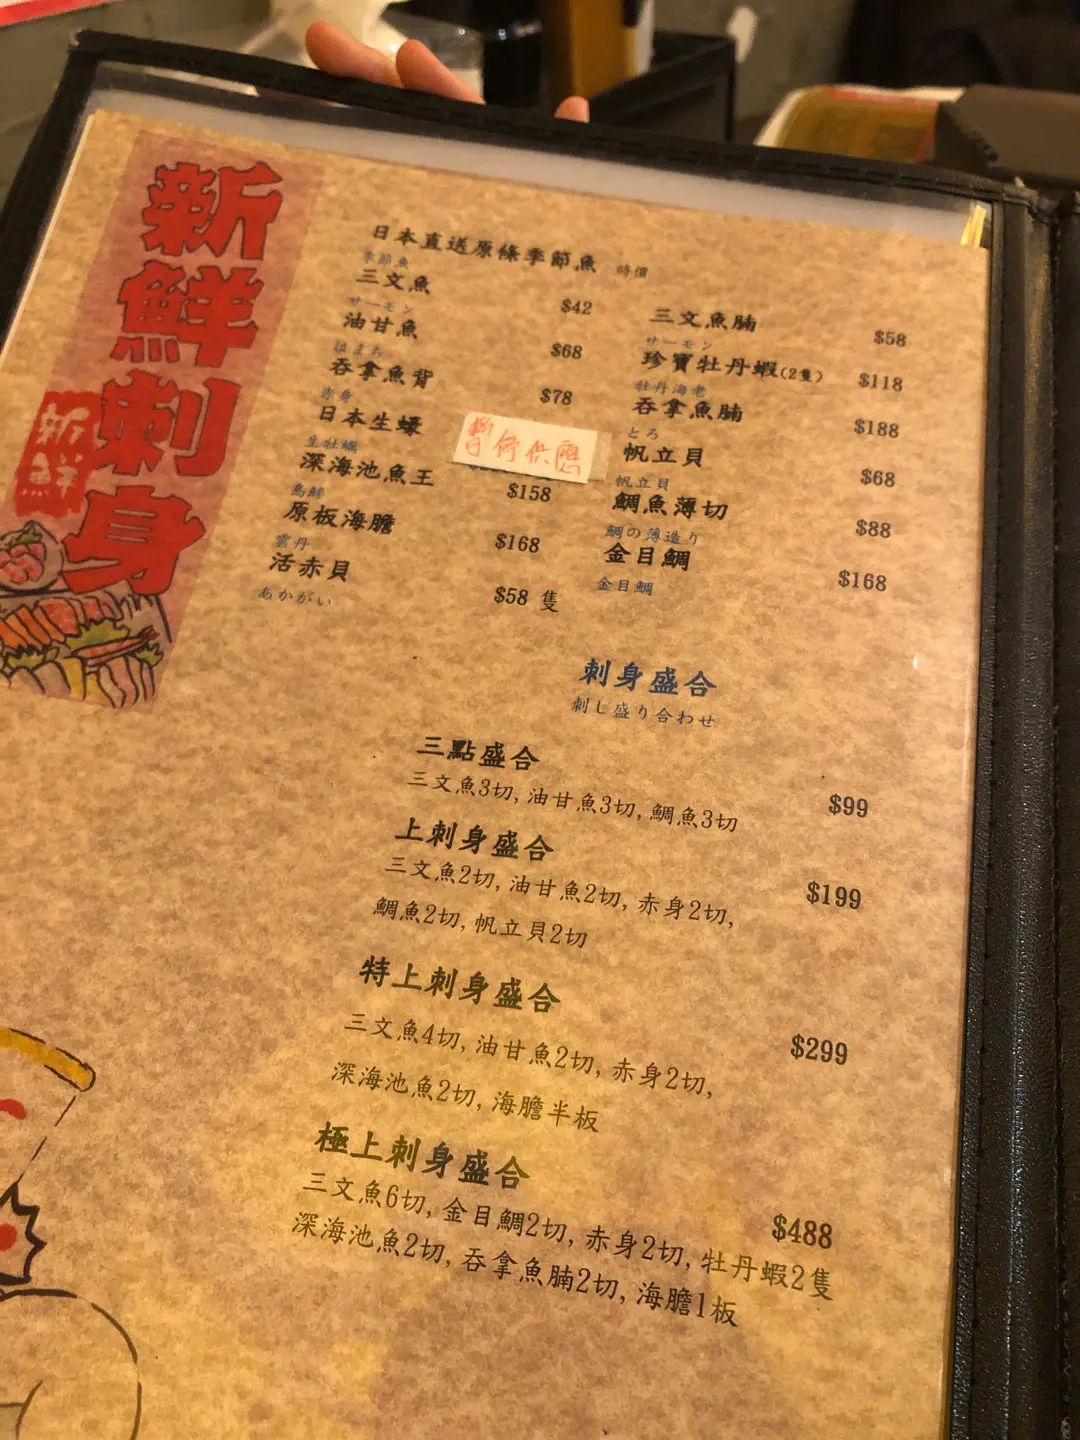 新鮮刺身
新鮮
日本直送原條季節魚 時價
季節魚
三文魚 $42
サーモン
油甘魚 $68
はまち
吞拿魚背 $78
赤身
日本生蠔 暫停供應
生牡蠣
深海池魚王 $158
島鯵
原板海膽 $168
雲丹
活赤貝 $58 隻
あかがい
三文魚腩 $58
サーモン
珍寶牡丹蝦(2隻) $118
牡丹海老
吞拿魚腩 $188
とろ
帆立貝 $68
帆立貝
鯛魚薄切 $88
鯛の薄造り
金目鯛 $168
金目鯛
刺身盛合
刺し盛り合わせ
三點盛合
三文魚3切, 油甘魚3切, 鯛魚3切 $99
上刺身盛合
三文魚2切, 油甘魚2切, 赤身2切, $199
鯛魚2切, 帆立貝2切
特上刺身盛合
三文魚4切, 油甘魚2切, 赤身2切, $299
深海池魚2切, 海膽半板
極上刺身盛合
三文魚6切, 金目鯛2切, 赤身2切, 牡丹蝦2隻 $488
深海池魚2切, 吞拿魚腩2切, 海膽1板